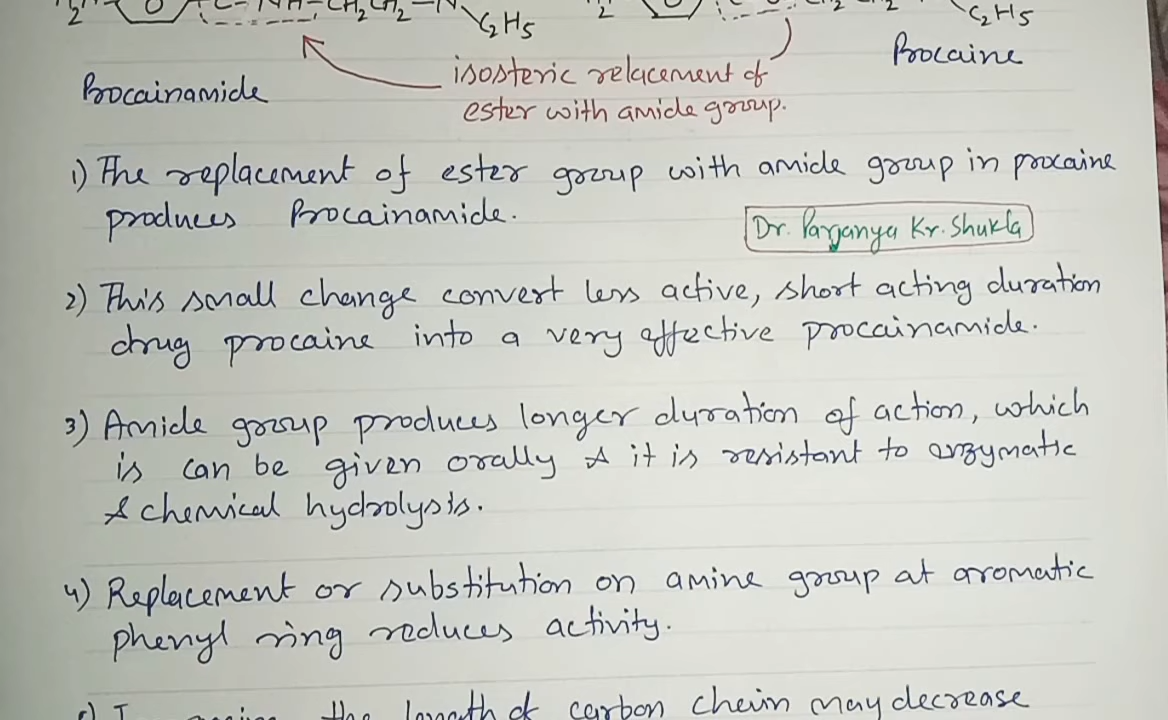 C-NH-CH2CH2-N
C2H5
C2H5
isosteric relacement of
ester with amide group.
Procainamide
Procaine
1) The replacement of ester group with amide group in procaine
produces Procainamide.
Dr. Parjanya Kr. Shukla
2) This small change convert less active, short acting duration
drug procaine into a very effective procainamide.
3) Amide group produces longer duration of action, which
is can be given orally & it is resistant to enzymatic
& chemical hydrolysis.
4) Replacement or substitution on amine group at aromatic
phenyl ring reduces activity.
the length of carbon chain may decrease